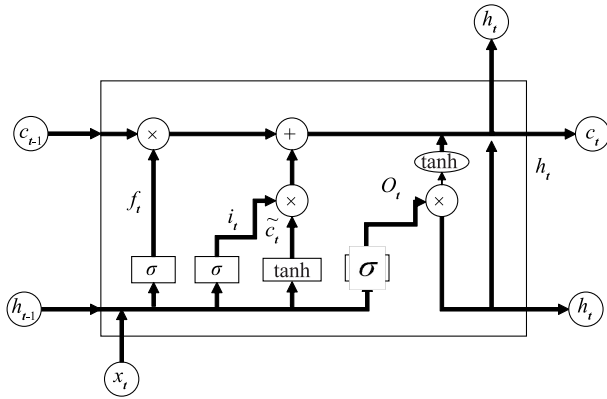 h_t
c_{t-1}
×
+
c_t
tanh
h_t
f_t
i_t
c̃_t
×
O_t
×
σ
σ
tanh
σ
h_{t-1}
h_t
x_t